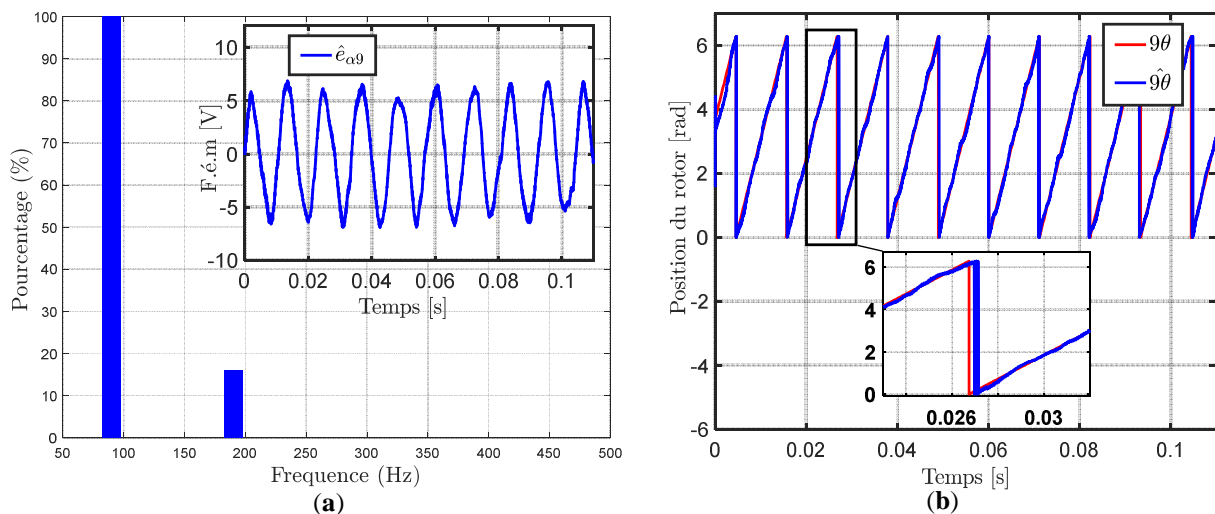 100
90
80
70
60
50
40
30
20
10
0
Pourcentage (%)
50 100 150 200 250 300 350 400 450 500
Frequence (Hz)
10
5
0
-5
-10
F.é.m [V]
ê_α9
0 0.02 0.04 0.06 0.08 0.1
Temps [s]
(a)
6
4
2
0
-2
-4
-6
Position du rotor [rad]
9θ
9θ̂
6
4
2
0
0.026 0.03
0 0.02 0.04 0.06 0.08 0.1
Temps [s]
(b)